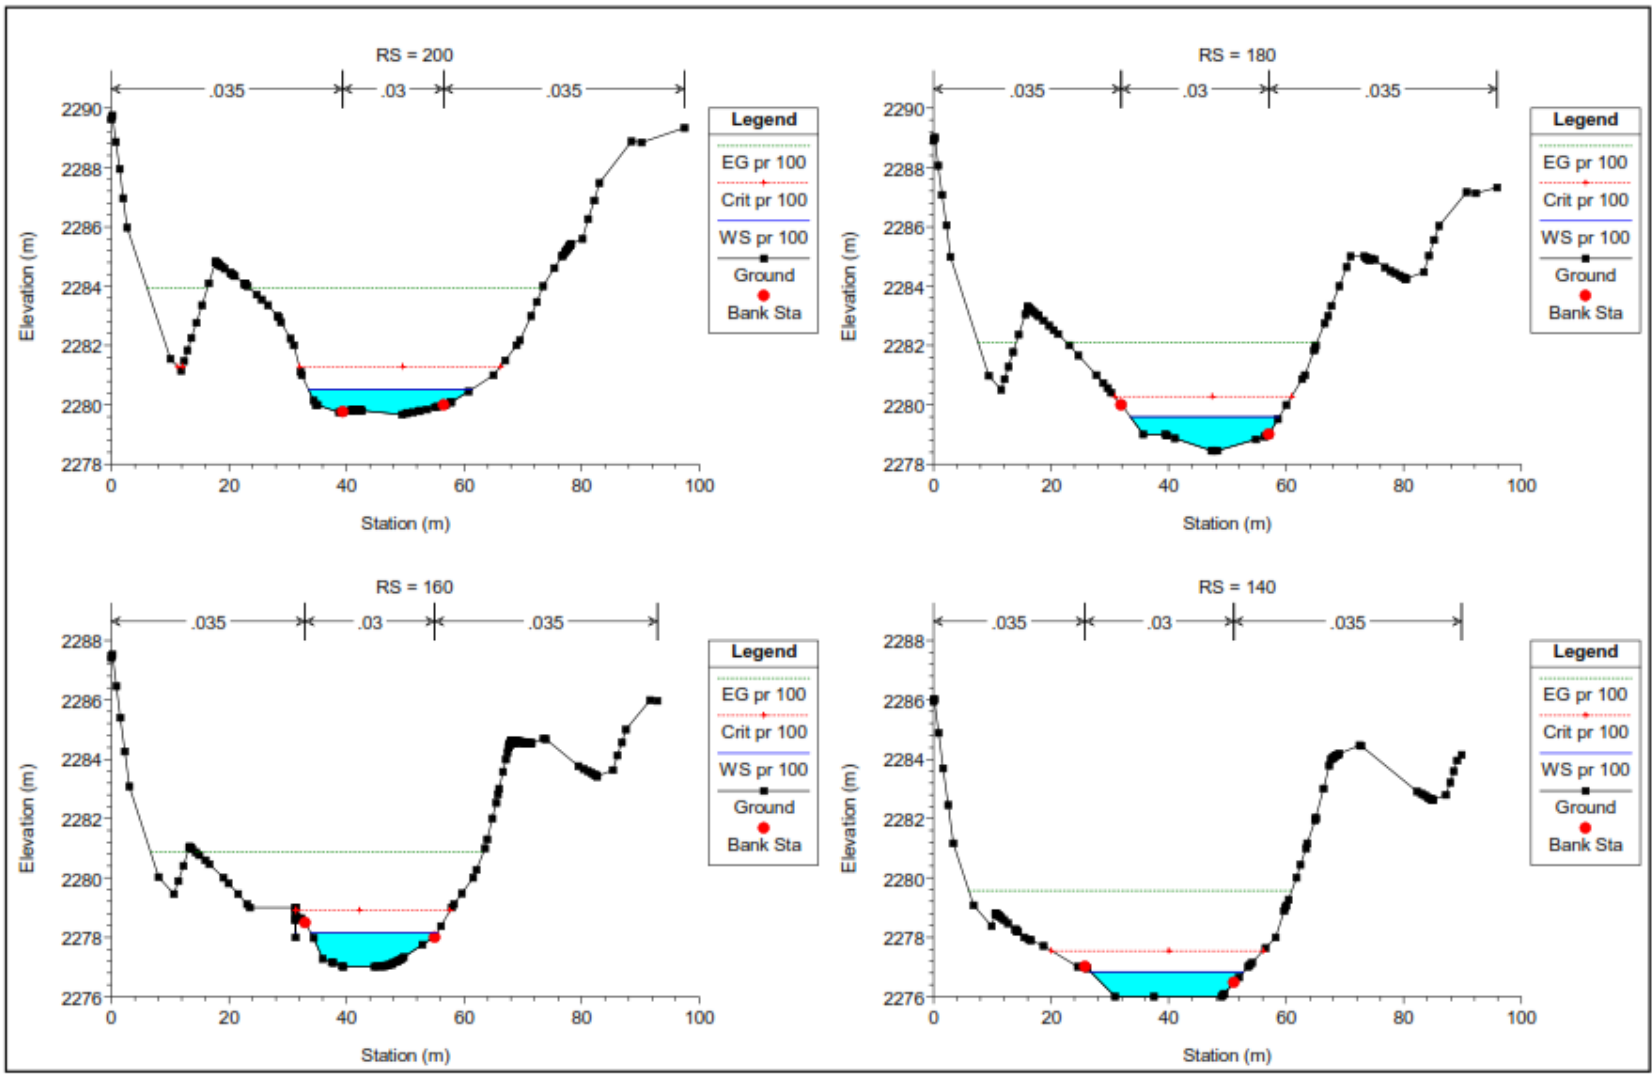 RS = 200
.035 .03 .035
2290
2288
2286
2284
2282
2280
2278
Elevation (m)
0 20 40 60 80 100
Station (m)
Legend
EG pr 100
Crit pr 100
WS pr 100
Ground
Bank Sta
RS = 180
.035 .03 .035
2290
2288
2286
2284
2282
2280
2278
Elevation (m)
0 20 40 60 80 100
Station (m)
Legend
EG pr 100
Crit pr 100
WS pr 100
Ground
Bank Sta
RS = 160
.035 .03 .035
2288
2286
2284
2282
2280
2278
2276
Elevation (m)
0 20 40 60 80 100
Station (m)
Legend
EG pr 100
Crit pr 100
WS pr 100
Ground
Bank Sta
RS = 140
.035 .03 .035
2288
2286
2284
2282
2280
2278
2276
Elevation (m)
0 20 40 60 80 100
Station (m)
Legend
EG pr 100
Crit pr 100
WS pr 100
Ground
Bank Sta